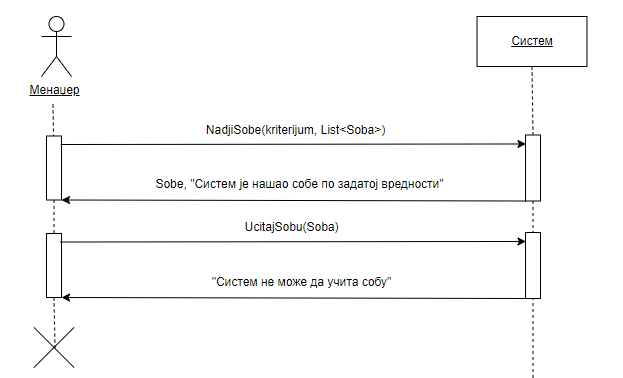 Систем
Менаџер
NadjiSobe(kriterijum, List<Soba>)
Sobe, "Систем је нашао собе по задатој вредности"
UcitajSobu(Soba)
"Систем не може да учита собу"